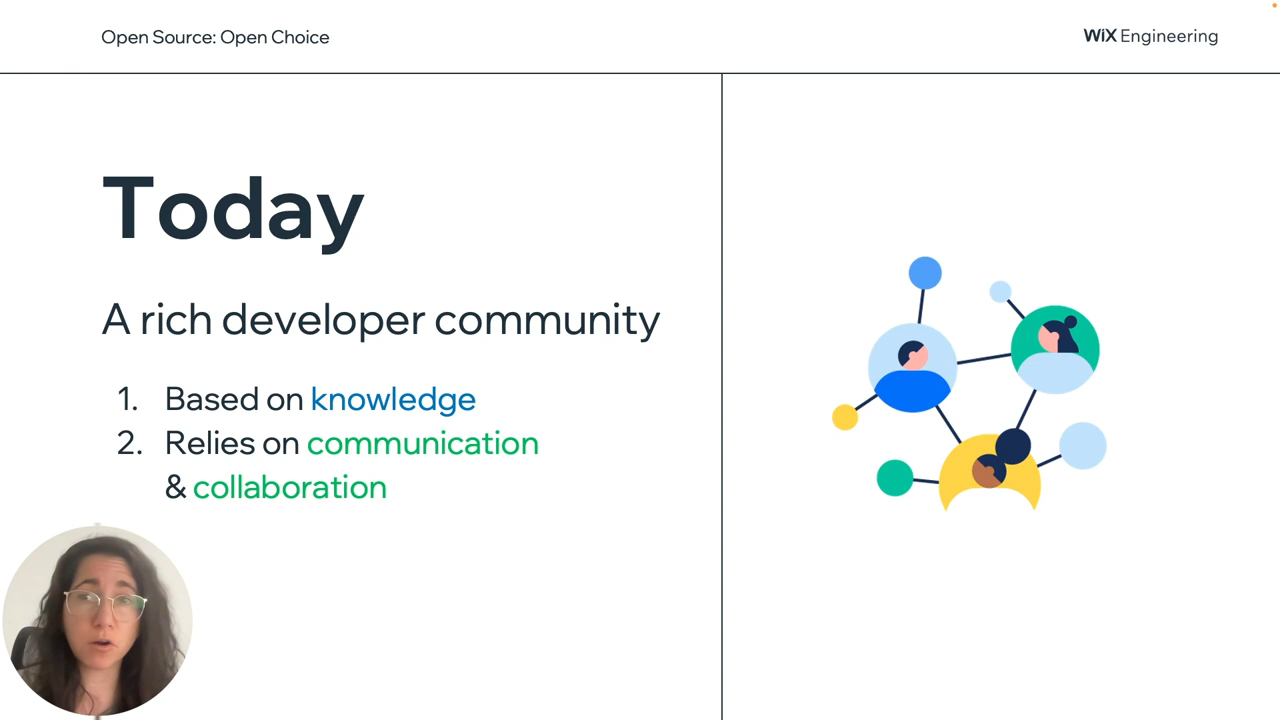 Open Source: Open Choice
WiX Engineering
Today
A rich developer community
1. Based on knowledge
2. Relies on communication
& collaboration